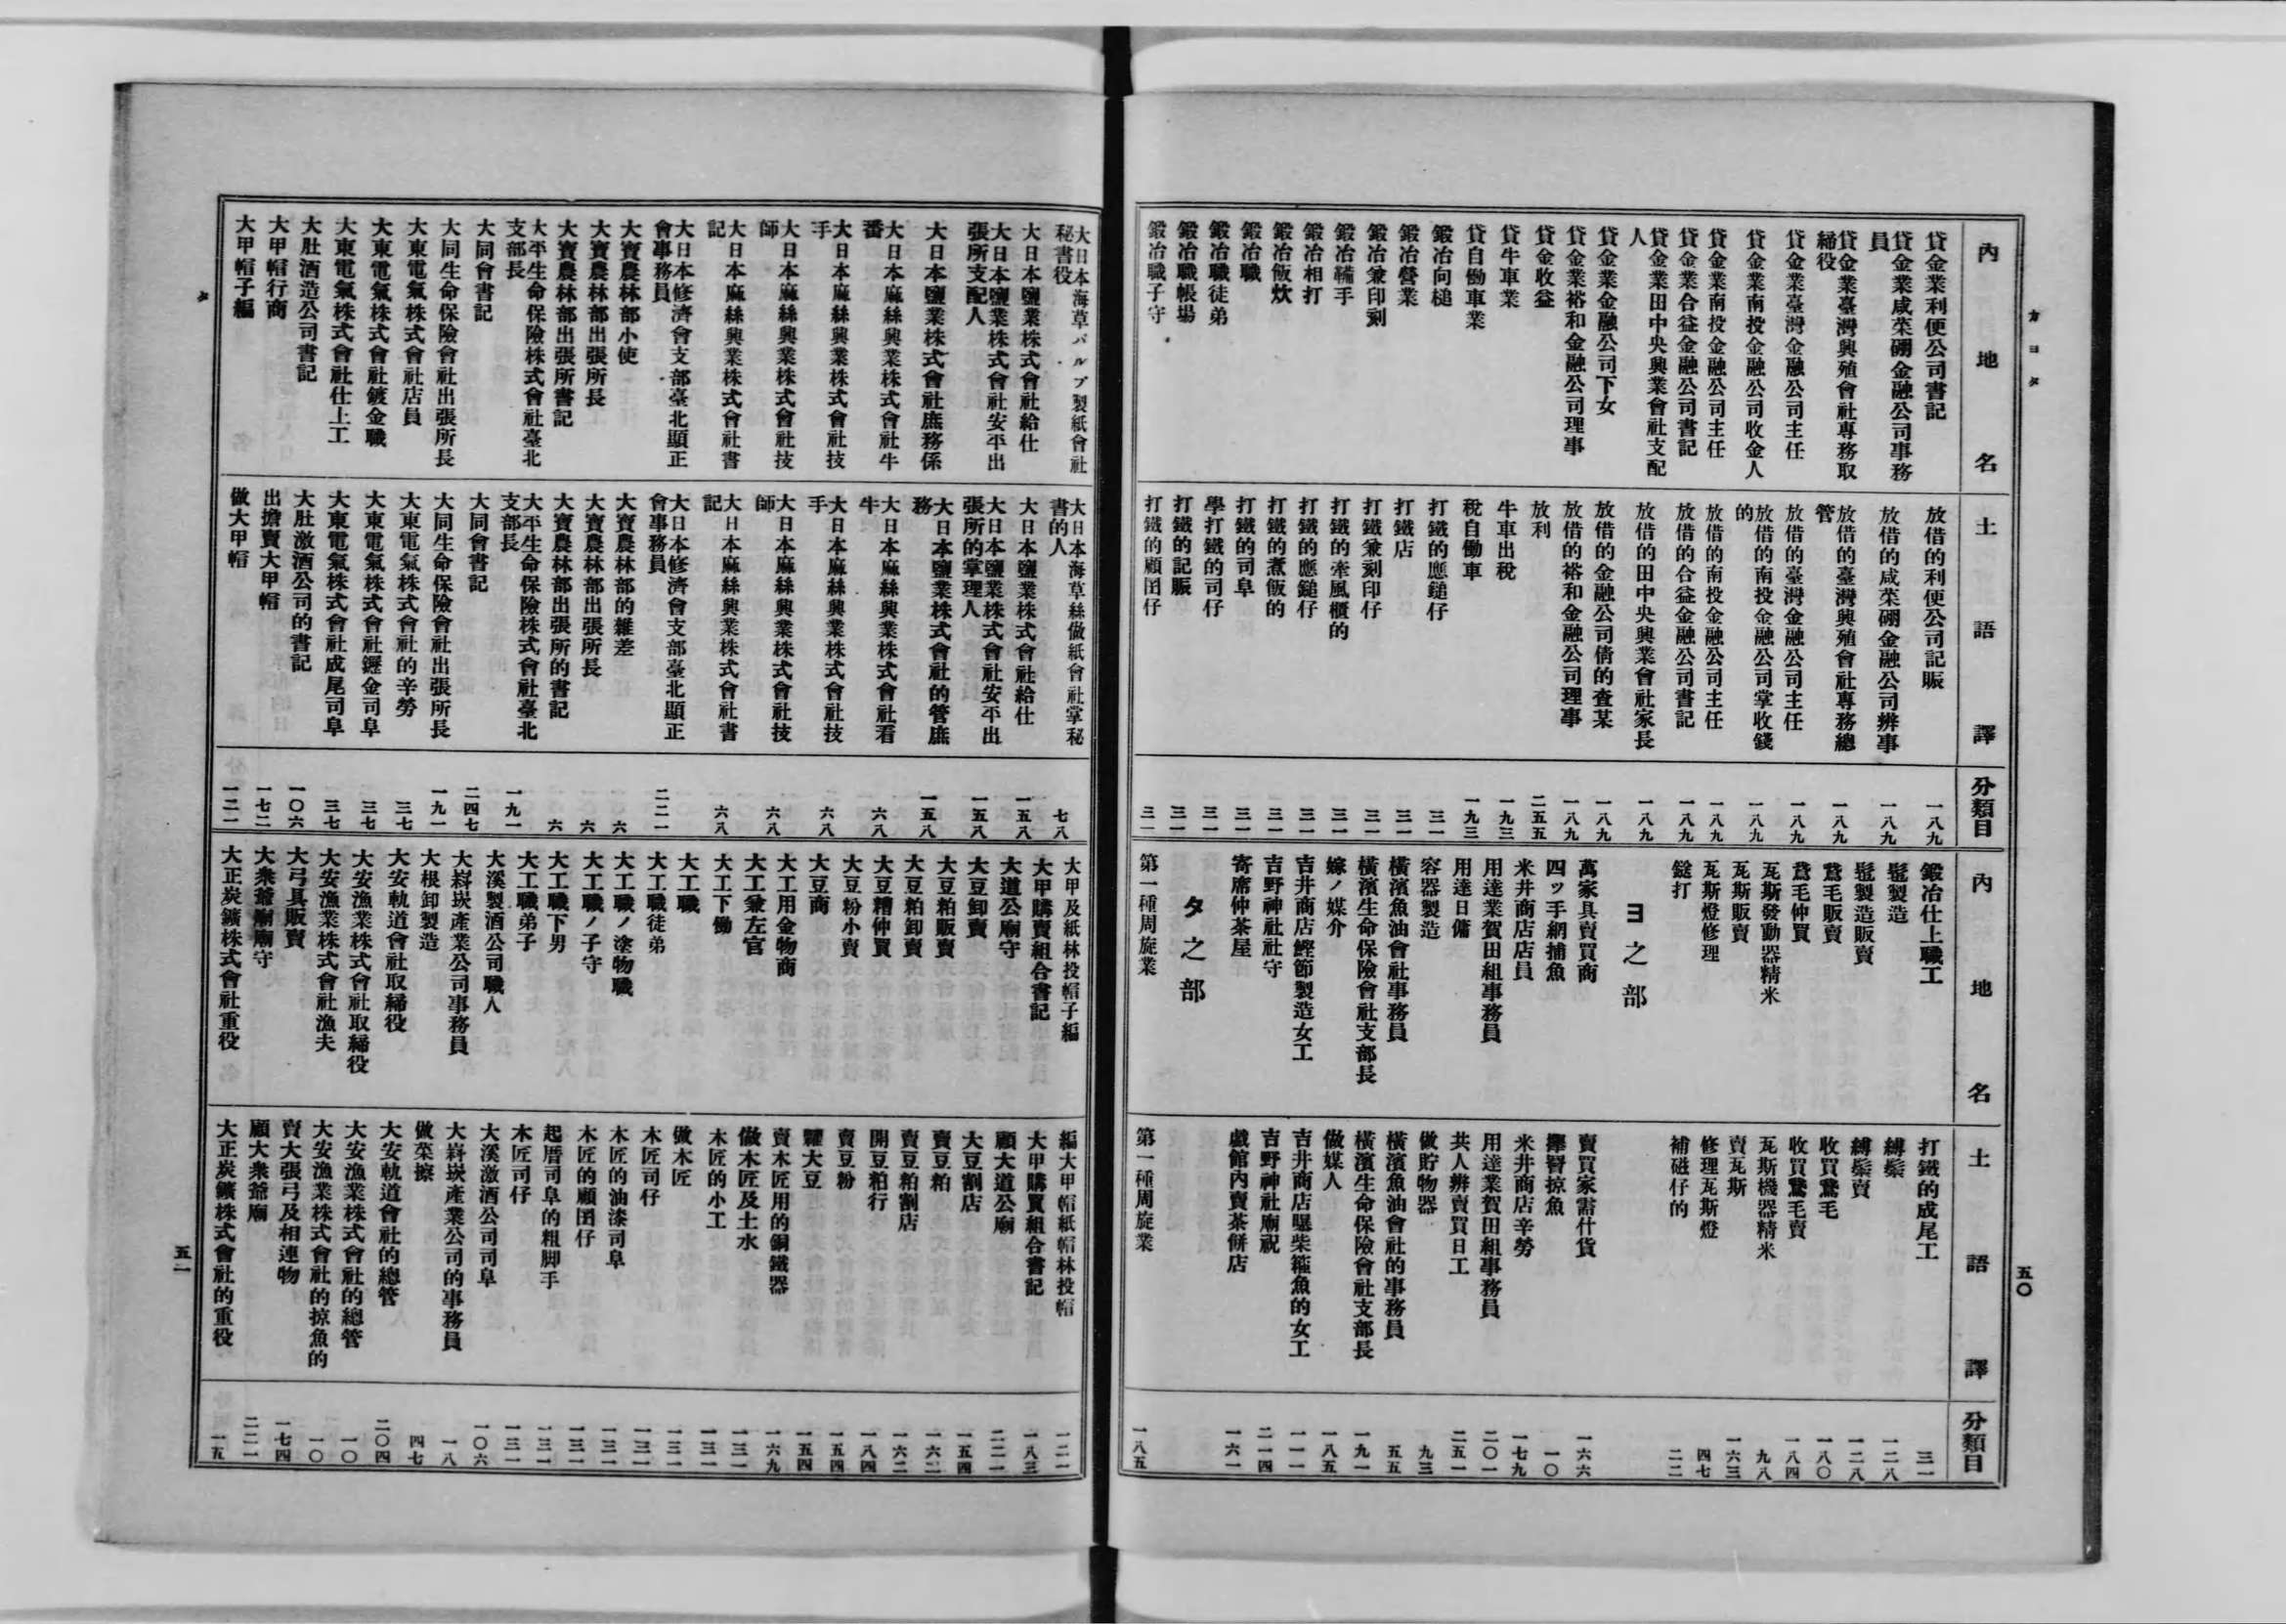 カヨタ
五〇
內地名 土語譯 分類目
貸金業利便公司書記 放借的利便公司記賬 一八九
貸金業咸菜硼金融公司事務員 放借的咸菜硼金融公司辨事 一八九
貸金業臺灣興殖會社專務取締役 放借的臺灣興殖會社專務總管 一八九
貸金業臺灣金融公司主任 放借的臺灣金融公司主任 一八九
貸金業南投金融公司收金人 放借的南投金融公司掌收錢的 一八九
貸金業南投金融公司主任 放借的南投金融公司主任 一八九
貸金業合益金融公司書記 放借的合益金融公司書記 一八九
貸金業田中央興業會社支配人 放借的田中央興業會社家長 一八九
貸金業金融公司下女 放借的金融公司倩的査某 一八九
貸金業裕和金融公司理事 放借的裕和金融公司理事 一八九
貸金收益 放利 二五五
貸牛車業 牛車出稅 一九三
貸自働車業 稅自働車 一九三
鍛冶向槌 打鐵的應鎚仔 三一
鍛冶營業 打鐵店 三一
鍛冶兼印刻 打鐵兼刻印仔 三一
鍛冶鞴手 打鐵的牽風櫃的 三一
鍛冶相打 打鐵的應鎚仔 三一
鍛冶飯炊 打鐵的煮飯的 三一
鍛冶職 打鐵的司阜 三一
鍛冶職徒弟 學打鐵的司仔 三一
鍛冶職帳場 打鐵的記賬 三一
鍛冶職子守 打鐵的顧囝仔 三一
內地名 土語譯 分類目
鍛冶仕上職工 打鐵的成尾工 三一
髢製造 縛鬃 一二八
髢製造販賣 縛鬃賣 一二八
鵞毛販賣 收買鵞毛 一八〇
鵞毛仲買 收買鵞毛賣 一八四
瓦斯發動器精米 瓦斯機器精米 九八
瓦斯販賣 賣瓦斯 一六三
瓦斯燈修理 修理瓦斯燈 四七
鎹打 補磁仔的 二二
ヨ之部
萬家具賣買商 賣買家需什貨 一六六
四ツ手網捕魚 擧罾掠魚 一〇
米井商店店員 米井商店辛勞 一七九
用達業賀田組事務員 用達業賀田組事務員 二〇一
用達日傭 共人辨賣買日工 二五一
容器製造 做貯物器 九三
橫濱魚油會社事務員 橫濱魚油會社的事務員 五五
橫濱生命保險會社支部長 橫濱生命保險會社支部長 一九一
嫁ノ媒介 做媒人 一八五
吉井商店鰹節製造女工 吉井商店曝柴箍魚的女工 一一一
吉野神社社守 吉野神社廟祝 二一四
寄席仲茶屋 戲館內賣茶餅店 一六一
タ之部
第一種周旋業 第一種周旋業 一八五
タ
五一
大日本海草パルプ製紙會社秘書役 大日本海草絲做紙會社掌秘書的人 七八
大日本鹽業株式會社給仕 大日本鹽業株式會社給仕 一五八
大日本鹽業株式會社安平出張所支配人 大日本鹽業株式會社安平出張所的掌理人 一五八
大日本鹽業株式會社庶務係 大日本鹽業株式會社的管庶務 一五八
大日本麻絲興業株式會社牛番 大日本麻絲興業株式會社看牛 六八
大日本麻絲興業株式會社技手 大日本麻絲興業株式會社技手 六八
大日本麻絲興業株式會社技師 大日本麻絲興業株式會社技師 六八
大日本麻絲興業株式會社書記 大日本麻絲興業株式會社書記 六八
大日本修濟會支部臺北顯正會事務員 大日本修濟會支部臺北顯正會事務員 二二一
大寶農林部小使 大寶農林部的雜差 六
大寶農林部出張所長 大寶農林部出張所長 六
大寶農林部出張所書記 大寶農林部出張所的書記 六
大平生命保險株式會社臺北支部長 大平生命保險株式會社臺北支部長 一九一
大同會書記 大同會書記 二四七
大同生命保險會社出張所長 大同生命保險會社出張所長 一九一
大東電氣株式會社店員 大東電氣株式會社的辛勞 三七
大東電氣株式會社鍍金職 大東電氣株式會社鋰金司阜 三七
大東電氣株式會社仕上工 大東電氣株式會社成尾司阜 三七
大肚酒造公司書記 大肚激酒公司的書記 一〇六
大甲帽行商 出擔賣大甲帽 一七二
大甲帽子編 做大甲帽 一二一
大甲及紙林投帽子編 編大甲帽紙帽林投帽 一二一
大甲購買組合書記 大甲購買組合書記 一八三
大道公廟守 顧大道公廟 二二一
大豆卸賣 大豆割店 一五四
大豆粕販賣 賣豆粕 一六二
大豆粕卸賣 賣豆粕割店 一六二
大豆糟仲買 開豆粕行 一八四
大豆粉小賣 賣豆粉 一五四
大豆商 糶大豆 一五四
大工用金物商 賣木匠用的銅鐵器 一六九
大工兼左官 做木匠及土水 一三一
大工下働 木匠的小工 一三一
大工職 做木匠 一三一
大工職徒弟 木匠司仔 一三一
大工職ノ塗物職 木匠的油漆司阜 一三一
大工職ノ子守 木匠的顧囝仔 一三一
大工職下男 起厝司阜的粗脚手 一三一
大工職弟子 木匠司仔 一三一
大溪製酒公司職人 大溪激酒公司司阜 一〇六
大嵙崁產業公司事務員 大嵙崁產業公司的事務員 一八
大根卸製造 做菜擦 四七
大安軌道會社取締役 大安軌道會社的總管 二〇四
大安漁業株式會社取締役 大安漁業株式會社的總管 一〇
大安漁業株式會社漁夫 大安漁業株式會社的掠魚的 一〇
大弓具販賣 賣大張弓及相連物 一七四
大衆爺廟廟守 顧大衆爺廟 二二一
大正炭鑛株式會社重役 大正炭鑛株式會社的重役 一五